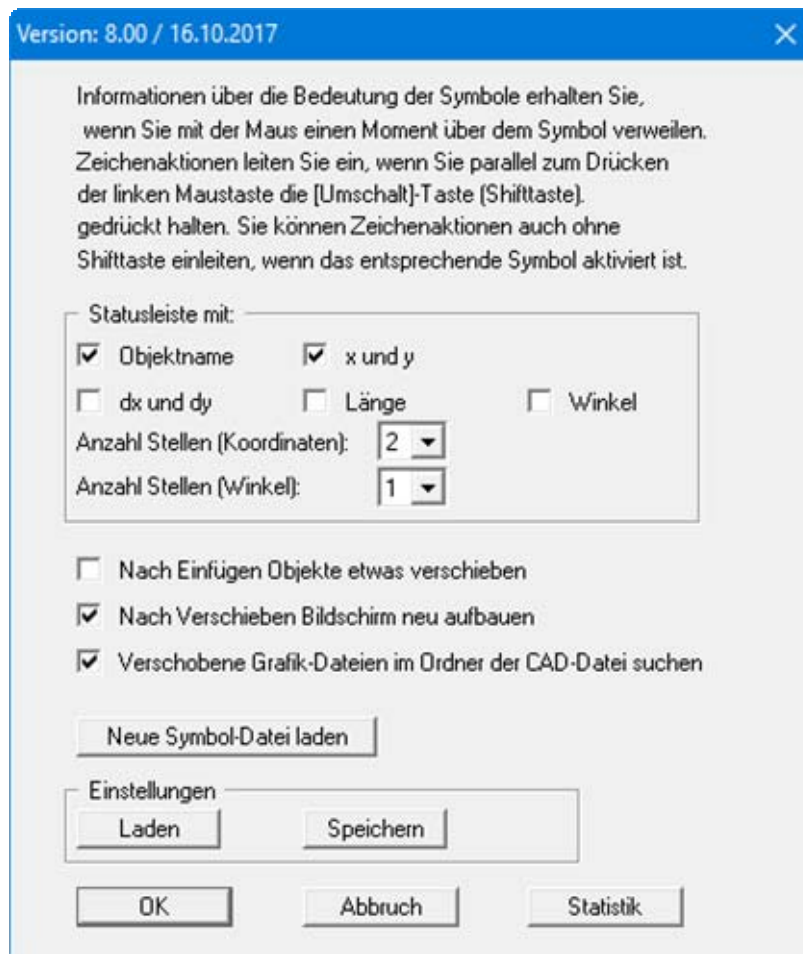 Version: 8.00 / 16.10.2017
Informationen über die Bedeutung der Symbole erhalten Sie,
wenn Sie mit der Maus einen Moment über dem Symbol verweilen.
Zeichenaktionen leiten Sie ein, wenn Sie parallel zum Drücken
der linken Maustaste die [Umschalt]-Taste (Shifttaste).
gedrückt halten. Sie können Zeichenaktionen auch ohne
Shifttaste einleiten, wenn das entsprechende Symbol aktiviert ist.
Statusleiste mit:
Objektname x und y
dx und dy Länge Winkel
Anzahl Stellen (Koordinaten): 2
Anzahl Stellen (Winkel): 1
Nach Einfügen Objekte etwas verschieben
Nach Verschieben Bildschirm neu aufbauen
Verschobene Grafik-Dateien im Ordner der CAD-Datei suchen
Neue Symbol-Datei laden
Einstellungen
Laden Speichern
OK Abbruch Statistik